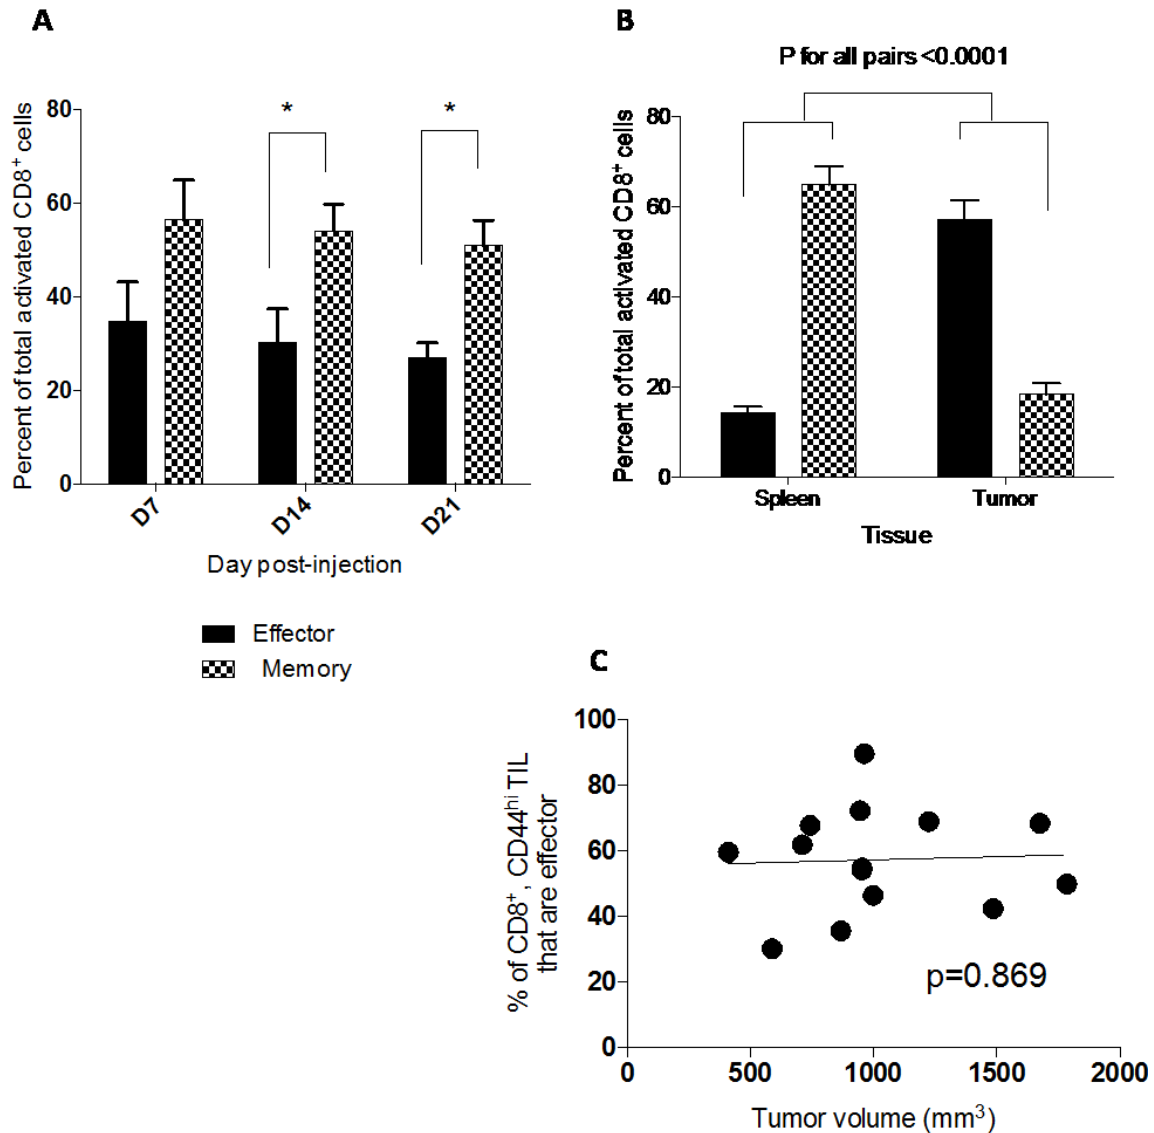 A
Percent of total activated CD8⁺ cells
80
60
40
20
0
*
*
D7
D14
D21
Day post-injection
Effector
Memory
B
P for all pairs <0.0001
Percent of total activated CD8⁺ cells
80
60
40
20
0
Spleen
Tumor
Tissue
C
% of CD8⁺, CD44ʰⁱ TIL
that are effector
100
80
60
40
20
0
p=0.869
0
500
1000
1500
2000
Tumor volume (mm³)